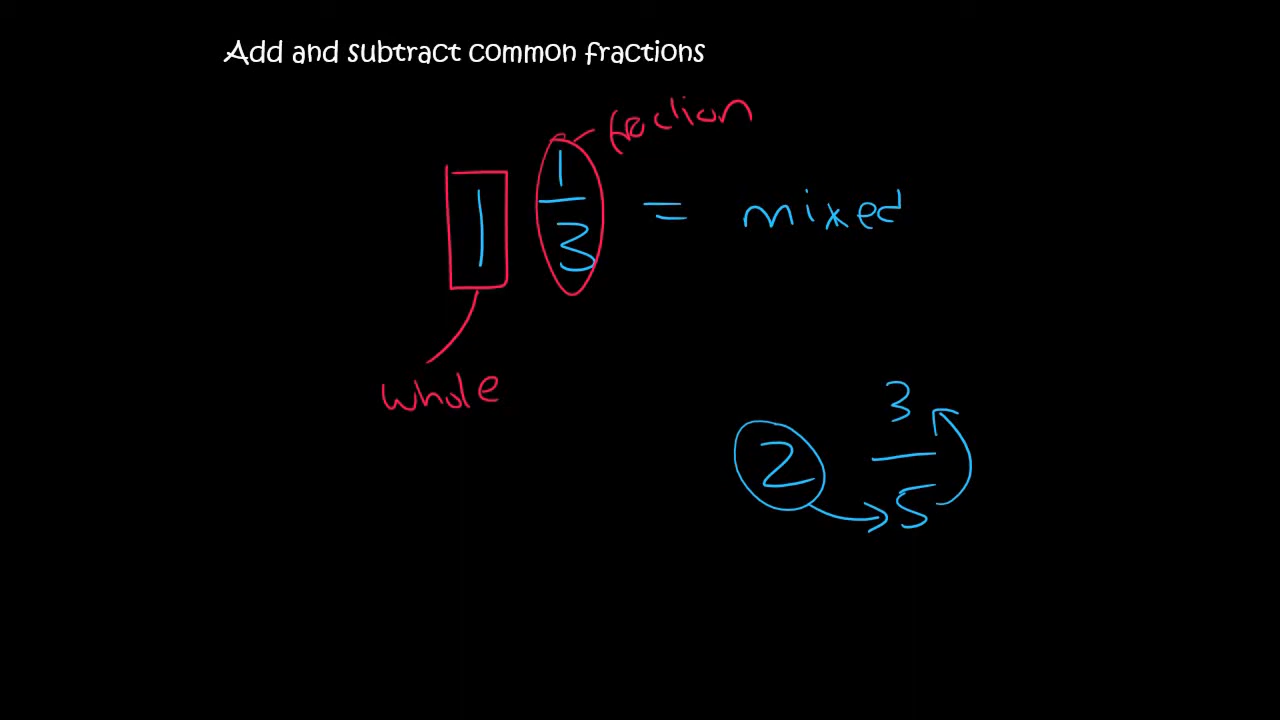 Add and subtract common fractions
fraction
1 1/3 = mixed
whole
2 3/5